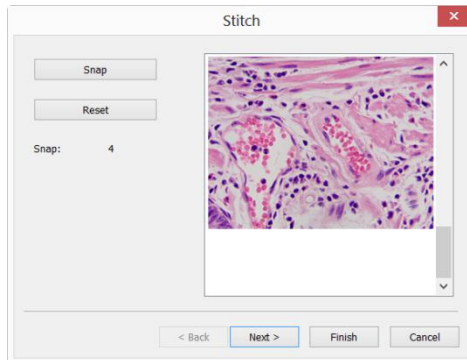 Stitch
Snap
Reset
Snap: 4
< Back Next > Finish Cancel